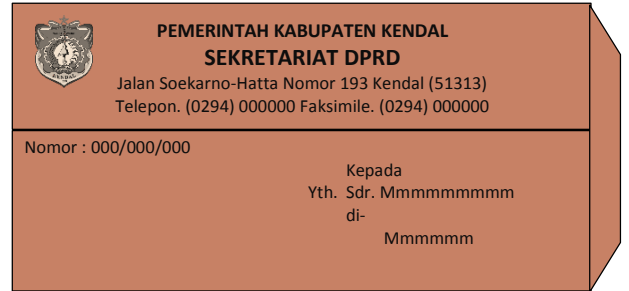 PEMERINTAH KABUPATEN KENDAL
SEKRETARIAT DPRD
Jalan Soekarno-Hatta Nomor 193 Kendal (51313)
Telepon. (0294) 000000 Faksimile. (0294) 000000
KENDAL
Nomor : 000/000/000
Kepada
Yth. Sdr. Mmmmmmmmm
di-
Mmmmmm